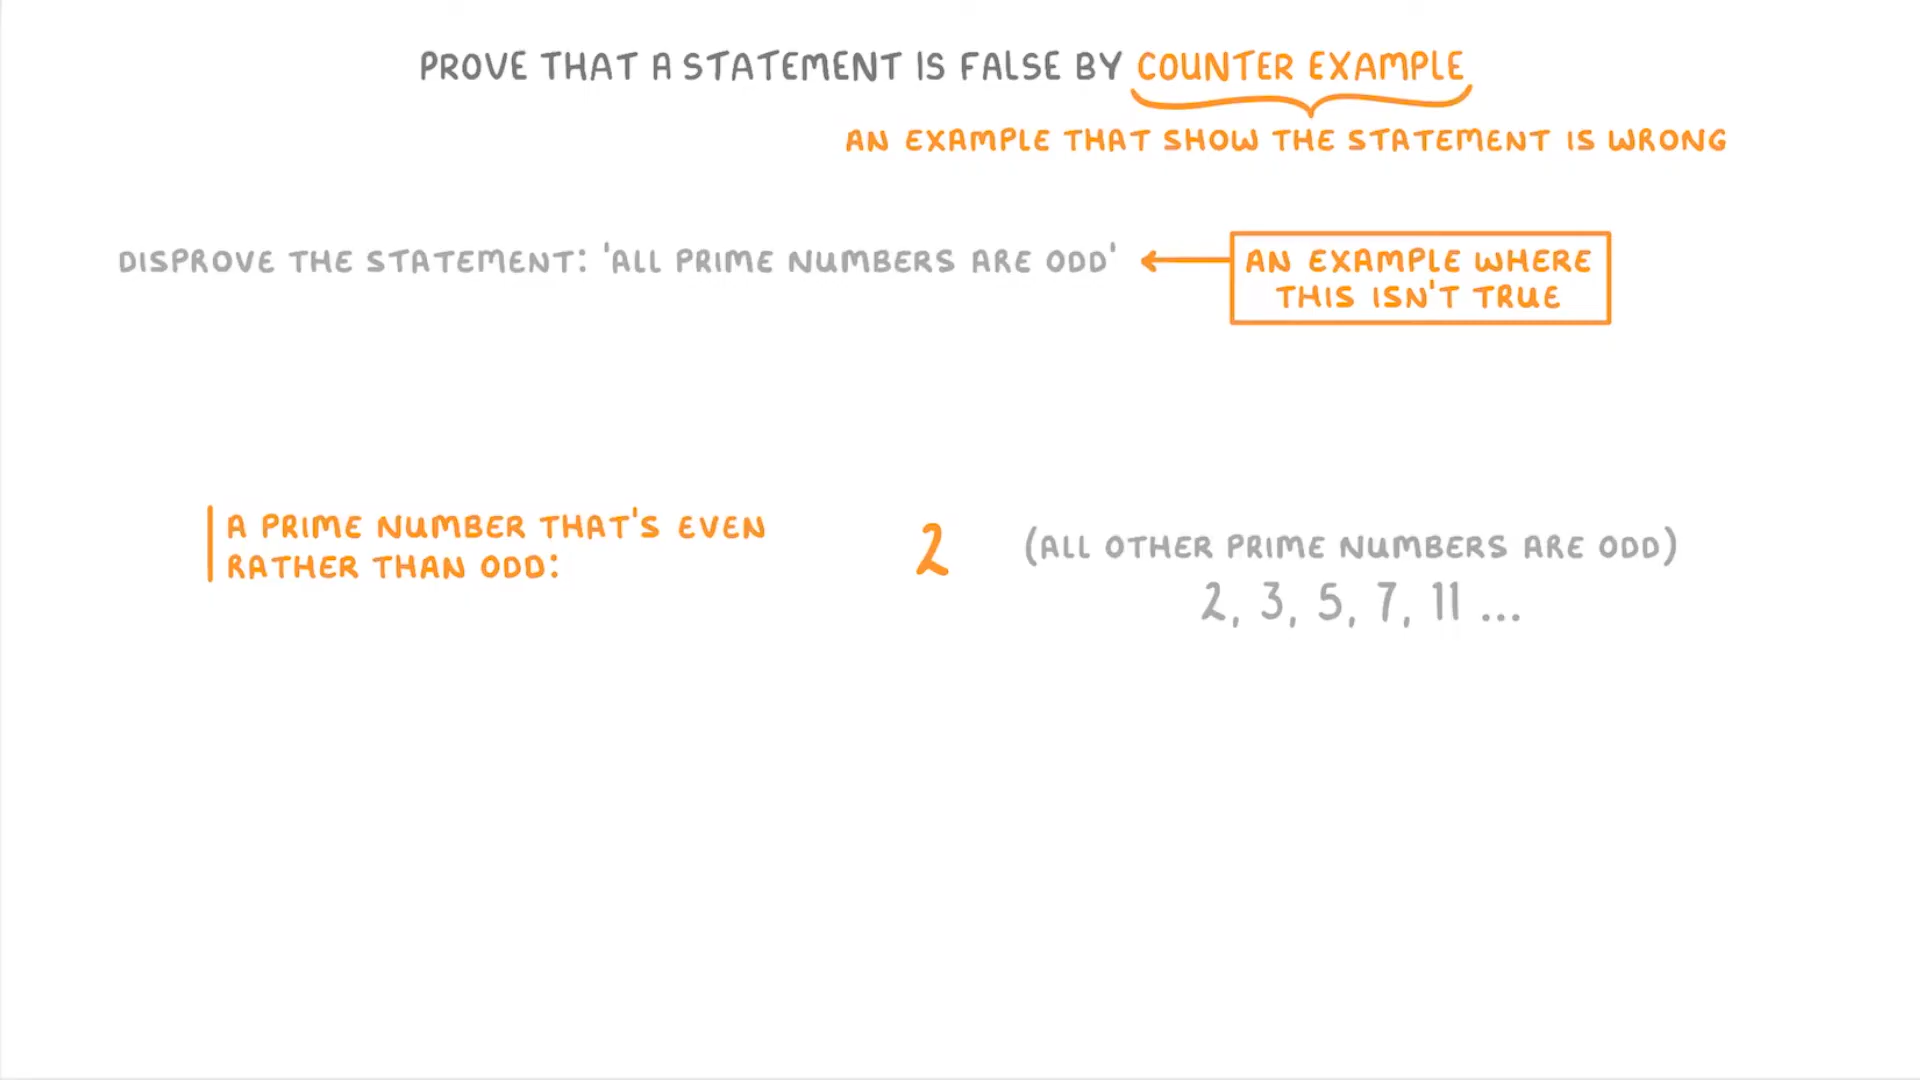 PROVE THAT A STATEMENT IS FALSE BY COUNTER EXAMPLE
AN EXAMPLE THAT SHOW THE STATEMENT IS WRONG
DISPROVE THE STATEMENT: 'ALL PRIME NUMBERS ARE ODD'
AN EXAMPLE WHERE
THIS ISN'T TRUE
A PRIME NUMBER THAT'S EVEN
RATHER THAN ODD:
2
(ALL OTHER PRIME NUMBERS ARE ODD)
2, 3, 5, 7, 11 ...